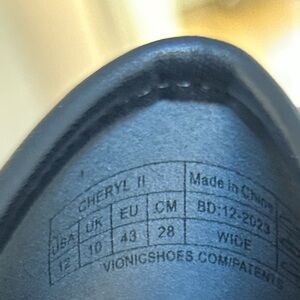 CHERYL II
Made in China
USA UK EU CM
BD:12-2023
12 10 43 28
WIDE
VIONICSHOES.COM/PATENTS